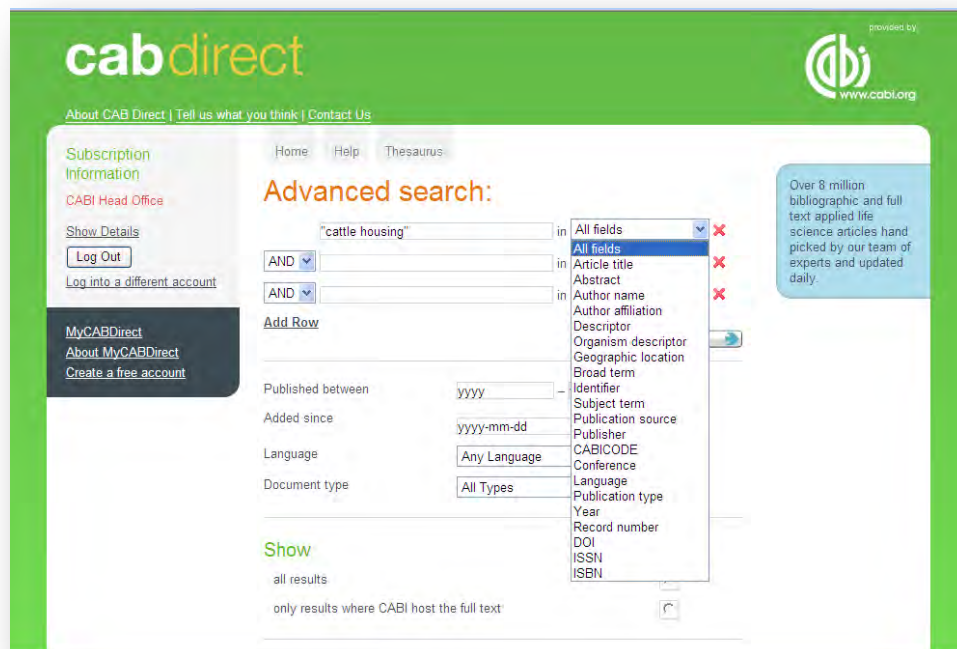 provided by
cabdirect
cabi
www.cabi.org
About CAB Direct | Tell us what you think | Contact Us
Subscription
Information
CABI Head Office
Show Details
Log Out
Log into a different account
MyCABDirect
About MyCABDirect
Create a free account
Home Help Thesaurus
Advanced search:
"cattle housing" in All fields
AND in
AND in
Add Row
All fields
Article title
Abstract
Author name
Author affiliation
Descriptor
Organism descriptor
Geographic location
Broad term
Identifier
Subject term
Publication source
Publisher
CABICODE
Conference
Language
Publication type
Year
Record number
DOI
ISSN
ISBN
Published between yyyy –
Added since yyyy-mm-dd
Language Any Language
Document type All Types
Show
all results
only results where CABI host the full text
Over 8 million
bibliographic and full
text applied life
science articles hand
picked by our team of
experts and updated
daily.